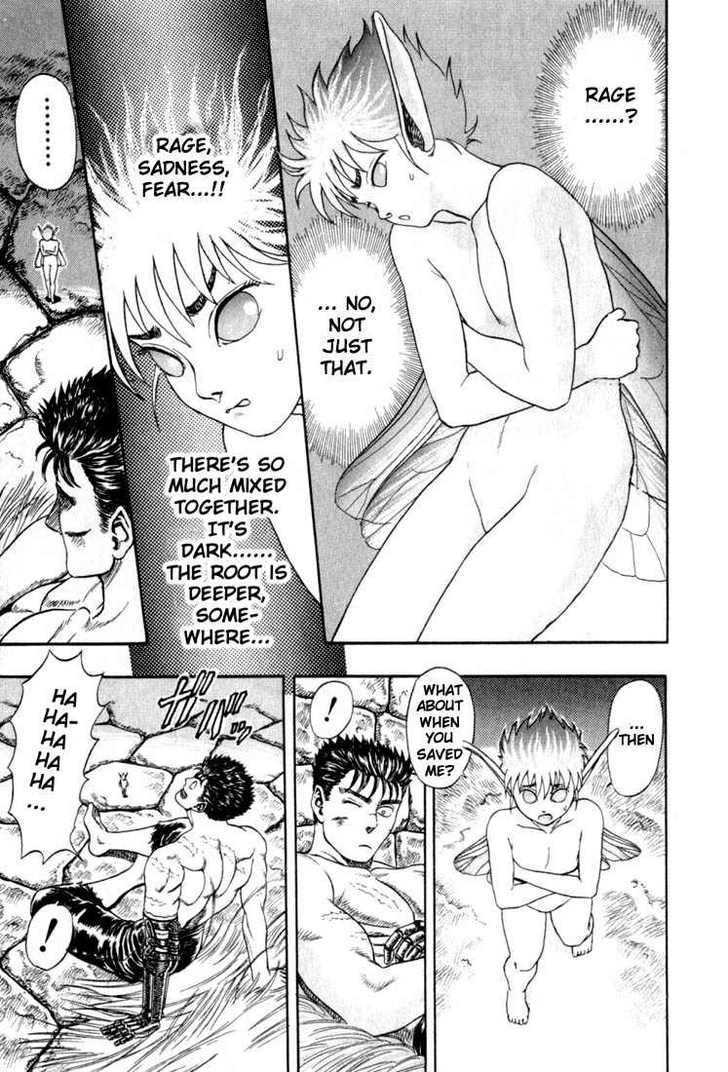 RAGE
......?
... NO,
NOT
JUST
THAT.
RAGE,
SADNESS,
FEAR...!!
THERE'S SO
MUCH MIXED
TOGETHER.
IT'S
DARK......
THE ROOT IS
DEEPER,
SOME-
WHERE...
........
...
THEN
WHAT
ABOUT
WHEN
YOU
SAVED
ME?
!
ガバッ
HA
HA-
HA
HA
HA
...
!